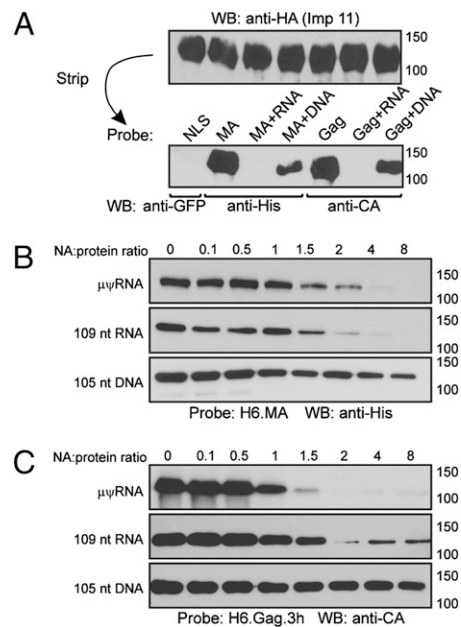 A
WB: anti-HA (Imp 11)
150
100
Strip
Probe:
NLS
MA
MA+RNA
MA+DNA
Gag
Gag+RNA
Gag+DNA
150
100
WB: anti-GFP anti-His anti-CA
B
NA:protein ratio 0 0.1 0.5 1 1.5 2 4 8
μψRNA 150
100
109 nt RNA 150
100
105 nt DNA 150
100
Probe: H6.MA WB: anti-His
C
NA:protein ratio 0 0.1 0.5 1 1.5 2 4 8
μψRNA 150
100
109 nt RNA 150
100
105 nt DNA 150
100
Probe: H6.Gag.3h WB: anti-CA